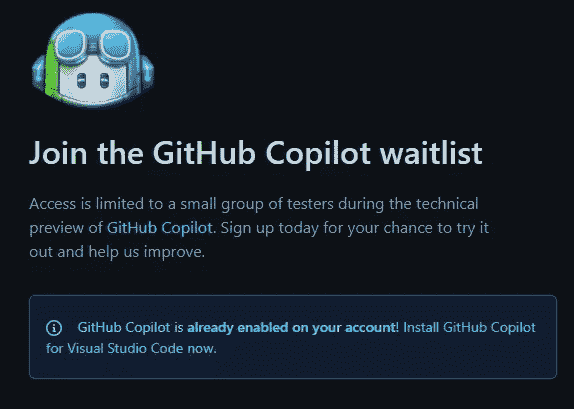 Join the GitHub Copilot waitlist
Access is limited to a small group of testers during the technical
preview of GitHub Copilot. Sign up today for your chance to try it
out and help us improve.
GitHub Copilot is already enabled on your account! Install GitHub Copilot
for Visual Studio Code now.